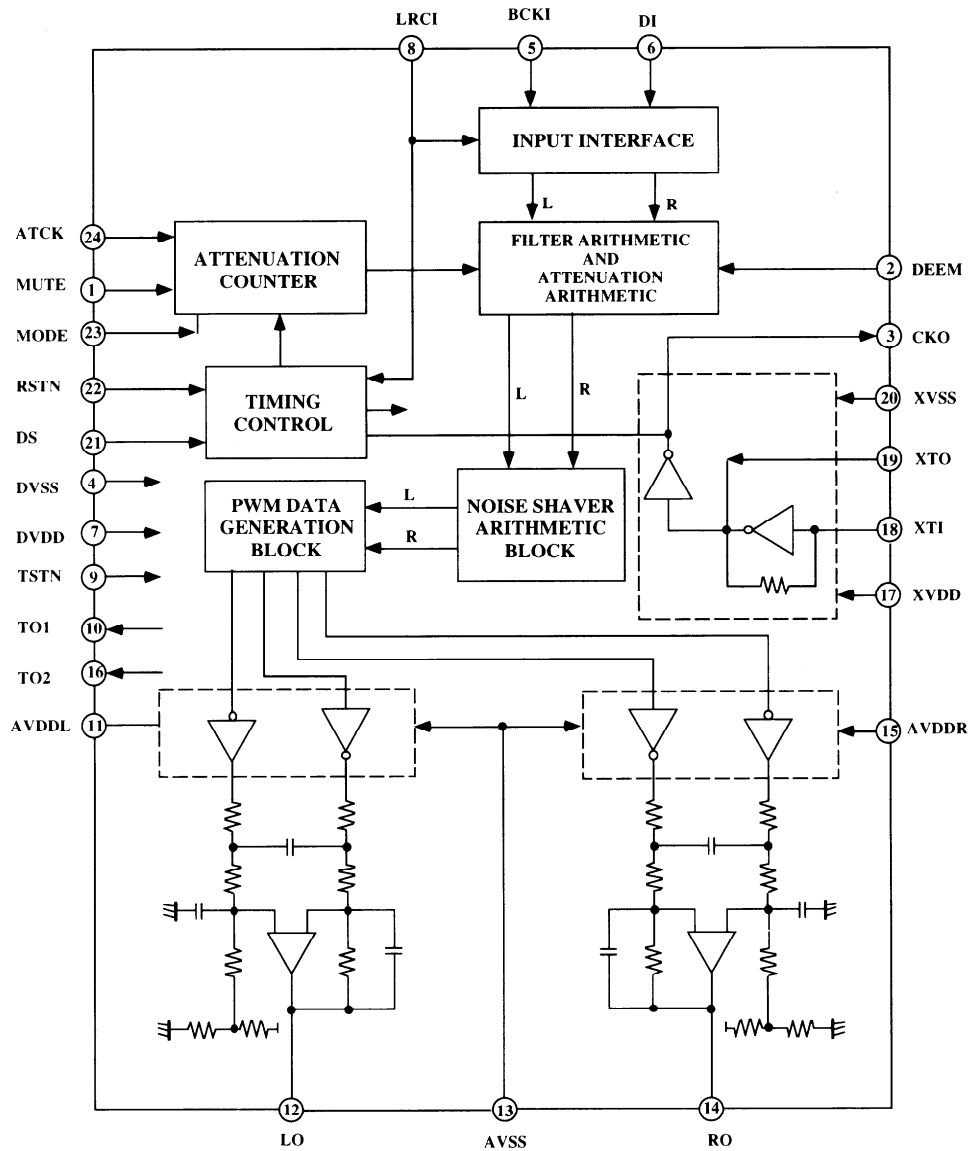 LRCI
BCKI
DI
8
5
6
INPUT INTERFACE
L
R
ATCK
24
ATTENUATION
COUNTER
FILTER ARITHMETIC
AND
ATTENUATION
ARITHMETIC
MUTE
1
2
DEEM
MODE
23
3
CKO
RSTN
22
TIMING
CONTROL
L
R
20
XVSS
DS
21
19
XTO
DVSS
4
PWM DATA
GENERATION
BLOCK
L
R
NOISE SHAVER
ARITHMETIC
BLOCK
18
XTI
DVDD
7
TSTN
9
17
XVDD
TO1
10
TO2
16
AVDDL
11
15
AVDDR
12
13
14
LO
AVSS
RO